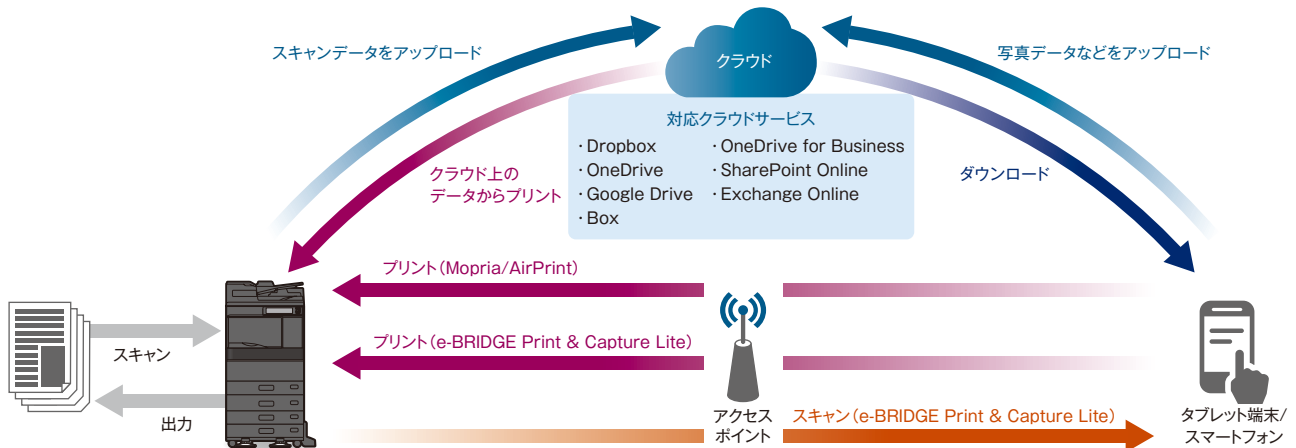 スキャンデータをアップロード
クラウド
写真データなどをアップロード
対応クラウドサービス
・Dropbox
・OneDrive
・Google Drive
・Box
・OneDrive for Business
・SharePoint Online
・Exchange Online
クラウド上の
データからプリント
ダウンロード
プリント（Mopria/AirPrint）
スキャン
プリント（e-BRIDGE Print & Capture Lite）
出力
アクセス
ポイント
スキャン（e-BRIDGE Print & Capture Lite）
タブレット端末/
スマートフォン